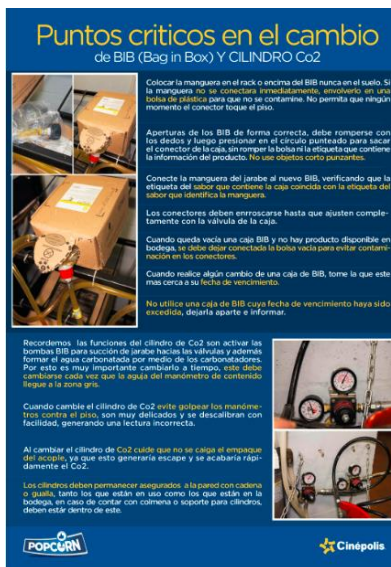 Puntos criticos en el cambio
de BIB (Bag in Box) Y CILINDRO Co2
Colocar la manguera en el rack o encima del BIB nunca en el suelo. Si
la manguera no se conectara inmediatamente, envolverlo en una
bolsa de plástica para que no se contamine. No permita que ningún
momento el conector toque el piso.
Aperturas de los BIB de forma correcta, debe romperse con
los dedos y luego presionar en el círculo punteado para sacar
el conector de la caja, sin romper la bolsa ni la etiqueta que contiene
la información del producto. No use objetos corto punzantes.
Conecte la manguera del jarabe al nuevo BIB, verificando que la
etiqueta del sabor que contiene la caja coincida con la etiqueta del
sabor que identifica la manguera.
Los conectores deben enrroscarse hasta que ajusten comple-
tamente con la válvula de la caja.
Cuando queda vacía una caja BIB y no hay producto disponible en
bodega, se debe dejar conectada la bolsa vacía para evitar contami-
nación en los conectores.
Cuando realice algún cambio de una caja de BIB, tome la que este
mas cerca a su fecha de vencimiento.
No utilice una caja de BIB cuya fecha de vencimiento haya sido
excedida, dejarla aparte e informar.
Recordemos las funciones del cilindro de Co2 son activar las
bombas BIB para succión de jarabe hacias las válvulas y además
formar el agua carbonatada por medio de los carbonatadores.
Por esto es muy importante cambiarlo a tiempo, este debe
cambiarse cada vez que la aguja del manómetro de contenido
llegue a la zona gris.
Cuando cambie el cilindro de Co2 evite golpear los manóme-
tros contra el piso, son muy delicados y se descalibran con
facilidad, generando una lectura incorrecta.
Al cambiar el cilindro de Co2 cuide que no se caiga el empaque
del acople, ya que esto generaría escape y se acabaría rápi-
damente el Co2.
Los cilindros deben permanecer asegurados a la pared con cadena
o guaila, tanto los que están en uso como los que están en la
bodega, en caso de contar con colmena o soporte para cilindros,
deben estár dentro de este.
POPCORN
Cinépolis